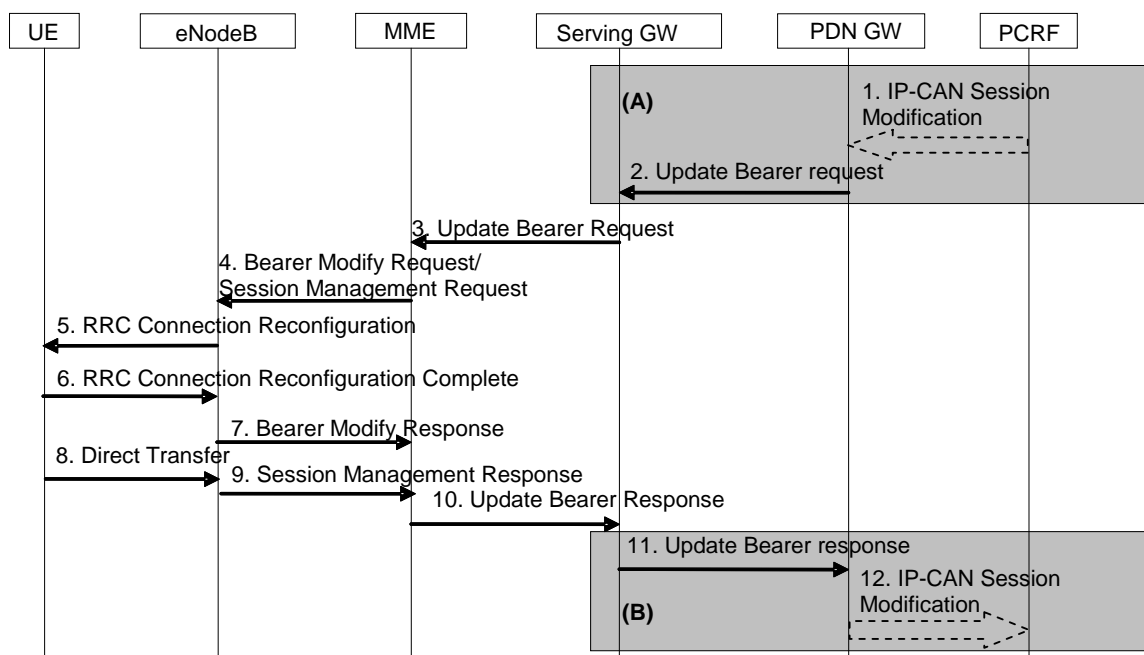 UE
eNodeB
MME
Serving GW
PDN GW
PCRF
(A)
1. IP-CAN Session
Modification
2. Update Bearer request
3. Update Bearer Request
4. Bearer Modify Request/
Session Management Request
5. RRC Connection Reconfiguration
6. RRC Connection Reconfiguration Complete
7. Bearer Modify Response
8. Direct Transfer
9. Session Management Response
10. Update Bearer Response
11. Update Bearer response
12. IP-CAN Session
Modification
(B)